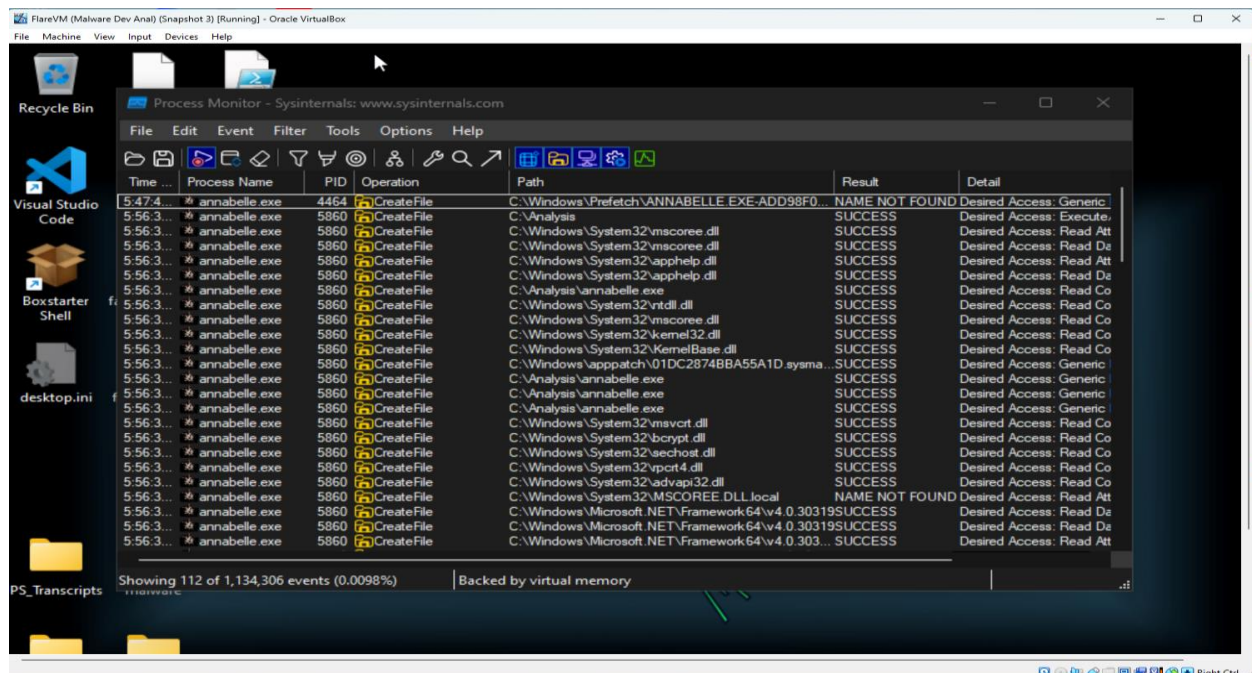 FlareVM (Malware Dev Anal) (Snapshot 3) [Running] - Oracle VirtualBox
File Machine View Input Devices Help
Recycle Bin
Visual Studio Code
Boxstarter Shell
desktop.ini
PS_Transcripts
malware
Process Monitor - Sysinternals: www.sysinternals.com
File Edit Event Filter Tools Options Help
Time ... Process Name PID Operation Path Result Detail
5:47:4... annabelle.exe 4464 CreateFile C:\Windows\Prefetch\ANNABELLE.EXE-ADD98F0... NAME NOT FOUND Desired Access: Generic
5:56:3... annabelle.exe 5860 CreateFile C:\Analysis SUCCESS Desired Access: Execute
5:56:3... annabelle.exe 5860 CreateFile C:\Windows\System32\mscoree.dll SUCCESS Desired Access: Read Att
5:56:3... annabelle.exe 5860 CreateFile C:\Windows\System32\mscoree.dll SUCCESS Desired Access: Read Da
5:56:3... annabelle.exe 5860 CreateFile C:\Windows\System32\apphelp.dll SUCCESS Desired Access: Read Att
5:56:3... annabelle.exe 5860 CreateFile C:\Windows\System32\apphelp.dll SUCCESS Desired Access: Read Da
5:56:3... annabelle.exe 5860 CreateFile C:\Analysis\annabelle.exe SUCCESS Desired Access: Read Co
5:56:3... annabelle.exe 5860 CreateFile C:\Windows\System32\ntdll.dll SUCCESS Desired Access: Read Co
5:56:3... annabelle.exe 5860 CreateFile C:\Windows\System32\mscoree.dll SUCCESS Desired Access: Read Co
5:56:3... annabelle.exe 5860 CreateFile C:\Windows\System32\kernel32.dll SUCCESS Desired Access: Read Co
5:56:3... annabelle.exe 5860 CreateFile C:\Windows\System32\KernelBase.dll SUCCESS Desired Access: Read Co
5:56:3... annabelle.exe 5860 CreateFile C:\Windows\apppatch\01DC2874BBA55A1D.sysma... SUCCESS Desired Access: Generic
5:56:3... annabelle.exe 5860 CreateFile C:\Analysis\annabelle.exe SUCCESS Desired Access: Generic
5:56:3... annabelle.exe 5860 CreateFile C:\Analysis\annabelle.exe SUCCESS Desired Access: Generic
5:56:3... annabelle.exe 5860 CreateFile C:\Analysis\annabelle.exe SUCCESS Desired Access: Generic
5:56:3... annabelle.exe 5860 CreateFile C:\Windows\System32\msvcrt.dll SUCCESS Desired Access: Read Co
5:56:3... annabelle.exe 5860 CreateFile C:\Windows\System32\bcrypt.dll SUCCESS Desired Access: Read Co
5:56:3... annabelle.exe 5860 CreateFile C:\Windows\System32\sechost.dll SUCCESS Desired Access: Read Co
5:56:3... annabelle.exe 5860 CreateFile C:\Windows\System32\rpcrt4.dll SUCCESS Desired Access: Read Co
5:56:3... annabelle.exe 5860 CreateFile C:\Windows\System32\advapi32.dll SUCCESS Desired Access: Read Co
5:56:3... annabelle.exe 5860 CreateFile C:\Windows\System32\MSCOREE.DLL.local NAME NOT FOUND Desired Access: Read Att
5:56:3... annabelle.exe 5860 CreateFile C:\Windows\Microsoft.NET\Framework64\v4.0.30319 SUCCESS Desired Access: Read Da
5:56:3... annabelle.exe 5860 CreateFile C:\Windows\Microsoft.NET\Framework64\v4.0.30319 SUCCESS Desired Access: Read Da
5:56:3... annabelle.exe 5860 CreateFile C:\Windows\Microsoft.NET\Framework64\v4.0.303... SUCCESS Desired Access: Read Att
Showing 112 of 1,134,306 events (0.0098%) Backed by virtual memory
Right Ctrl